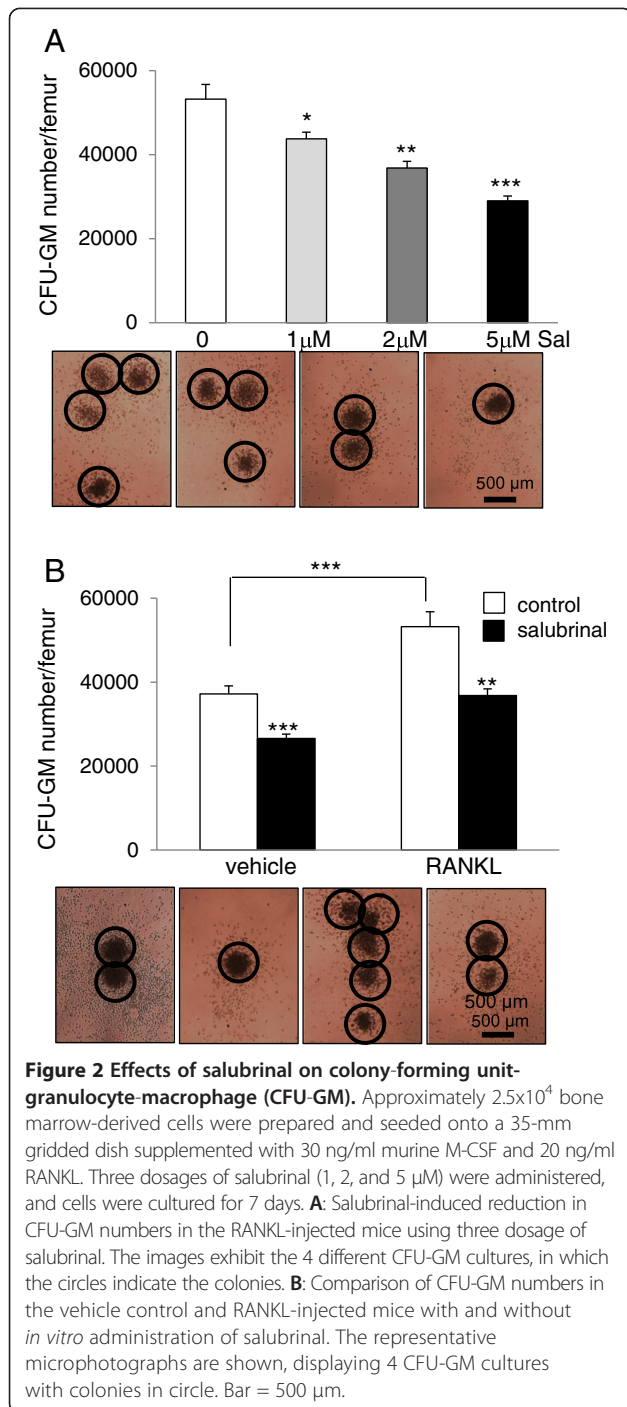 A
CFU-GM number/femur
60000
40000
20000
0
*
**
***
0 1μM 2μM 5μM Sal
500 μm
B
CFU-GM number/femur
60000
40000
20000
0
***
control
salubrinal
***
**
vehicle RANKL
500 μm
500 μm
Figure 2 Effects of salubrinal on colony-forming unit-
granulocyte-macrophage (CFU-GM). Approximately 2.5x10⁴ bone
marrow-derived cells were prepared and seeded onto a 35-mm
gridded dish supplemented with 30 ng/ml murine M-CSF and 20 ng/ml
RANKL. Three dosages of salubrinal (1, 2, and 5 μM) were administered,
and cells were cultured for 7 days. A: Salubrinal-induced reduction in
CFU-GM numbers in the RANKL-injected mice using three dosage of
salubrinal. The images exhibit the 4 different CFU-GM cultures, in which
the circles indicate the colonies. B: Comparison of CFU-GM numbers in
the vehicle control and RANKL-injected mice with and without
in vitro administration of salubrinal. The representative
microphotographs are shown, displaying 4 CFU-GM cultures
with colonies in circle. Bar = 500 μm.